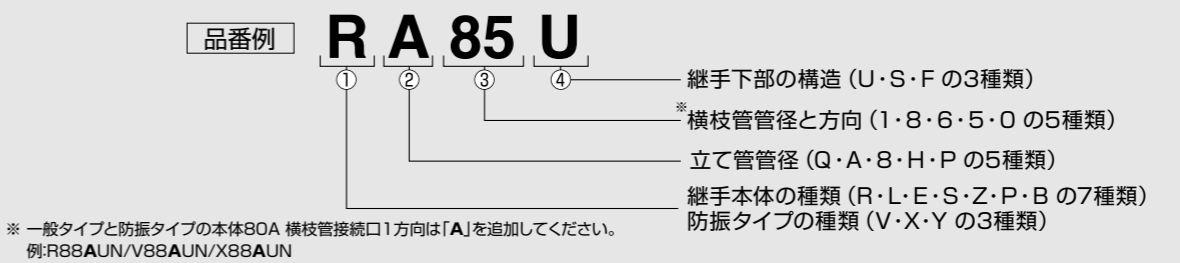 品番例 RA85U
① ② ③ ④
継手下部の構造（U・S・F の3種類）
※横枝管管径と方向（1・8・6・5・0 の5種類）
立て管管径（Q・A・8・H・P の5種類）
継手本体の種類（R・L・E・S・Z・P・B の7種類）
防振タイプの種類（V・X・Y の3種類）
※ 一般タイプと防振タイプの本体80A 横枝管接続口1方向は「A」を追加してください。
例:R88AUN/V88AUN/X88AUN